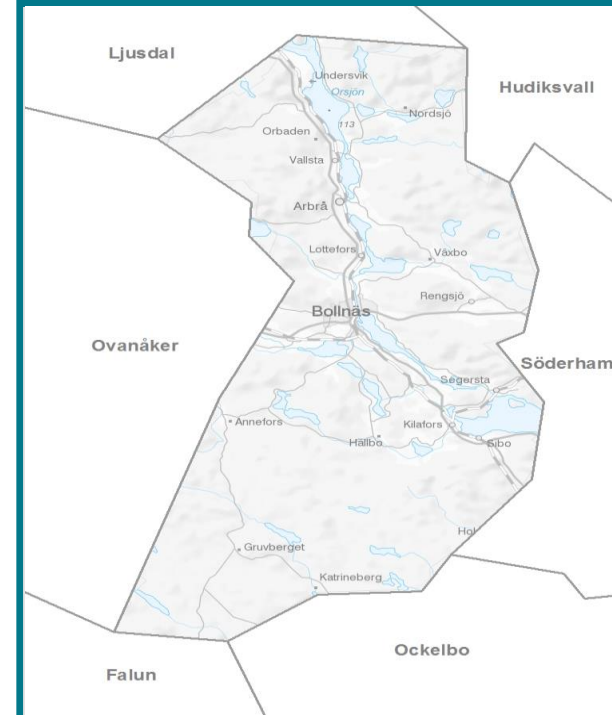 Ljusdal
Hudiksvall
Undersvik
Orsjön
Nordsjö
113
Orbaden
Vallsta
Arbrå
Lottefors
Växbo
Rengsjö
Bollnäs
Ovanåker
Söderham
Segersta
Annefors
Kilafors
Hällbo
Sibo
Hol
Gruvberget
Katrineberg
Ockelbo
Falun